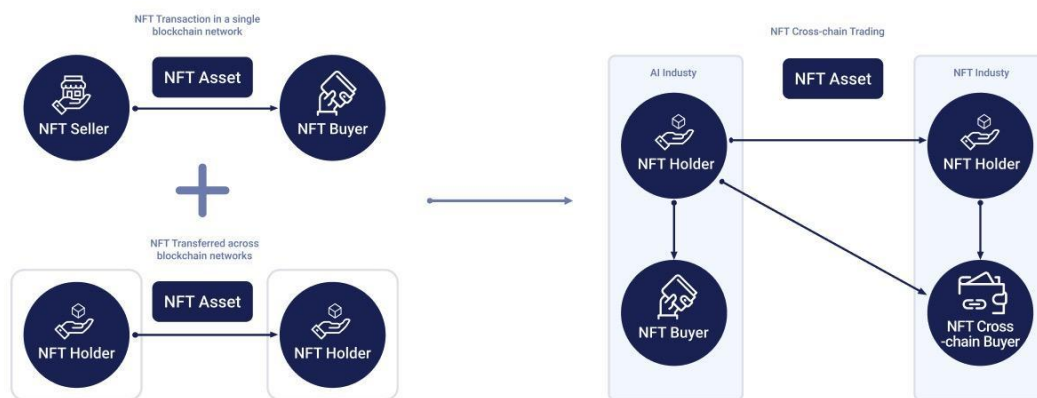 NFT Transaction in a single
blockchain network
NFT Asset
NFT Seller
NFT Buyer
NFT Transferred across
blockchain networks
NFT Asset
NFT Holder
NFT Holder
NFT Cross-chain Trading
AI Industy
NFT Asset
NFT Industy
NFT Holder
NFT Holder
NFT Buyer
NFT Cross
-chain Buyer